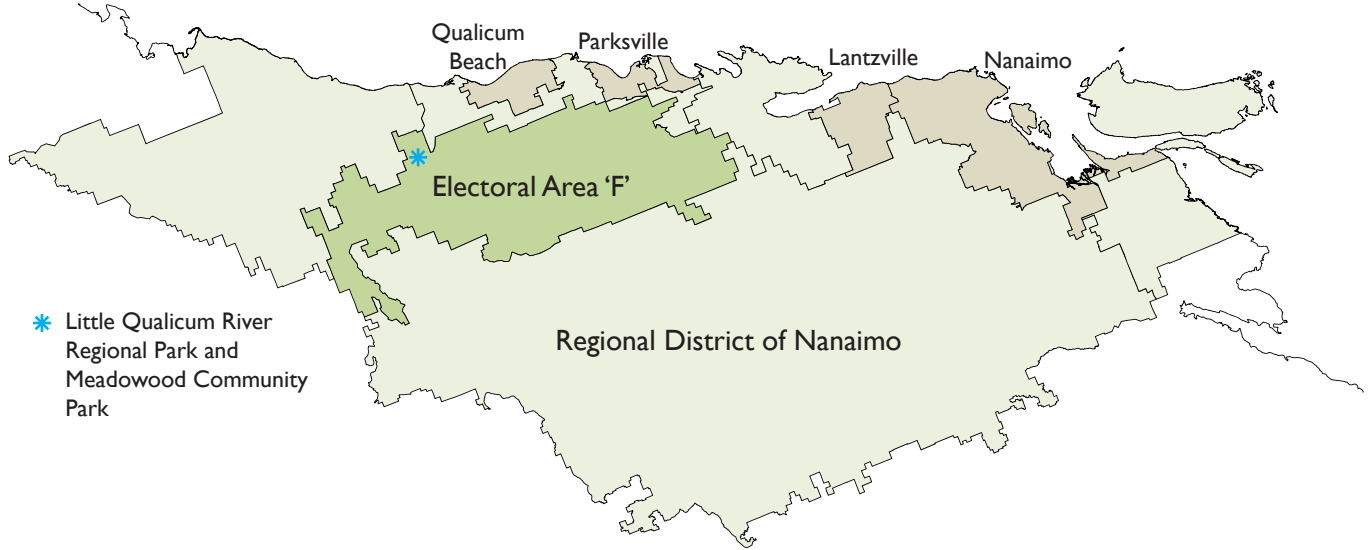 Qualicum
Beach
Parksville
Lantzville
Nanaimo
Electoral Area ‘F’
Little Qualicum River
Regional Park and
Meadowood Community
Park
Regional District of Nanaimo